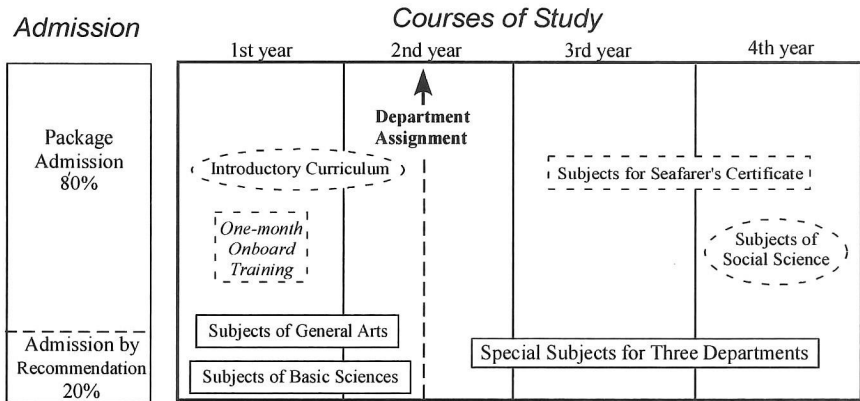 Admission
Courses of Study
1st year
2nd year
3rd year
4th year
Package
Admission
80%
Admission by
Recommendation
20%
Department
Assignment
Introductory Curriculum
One-month
Onboard
Training
Subjects of General Arts
Subjects of Basic Sciences
Subjects for Seafarer's Certificate
Subjects of
Social Science
Special Subjects for Three Departments